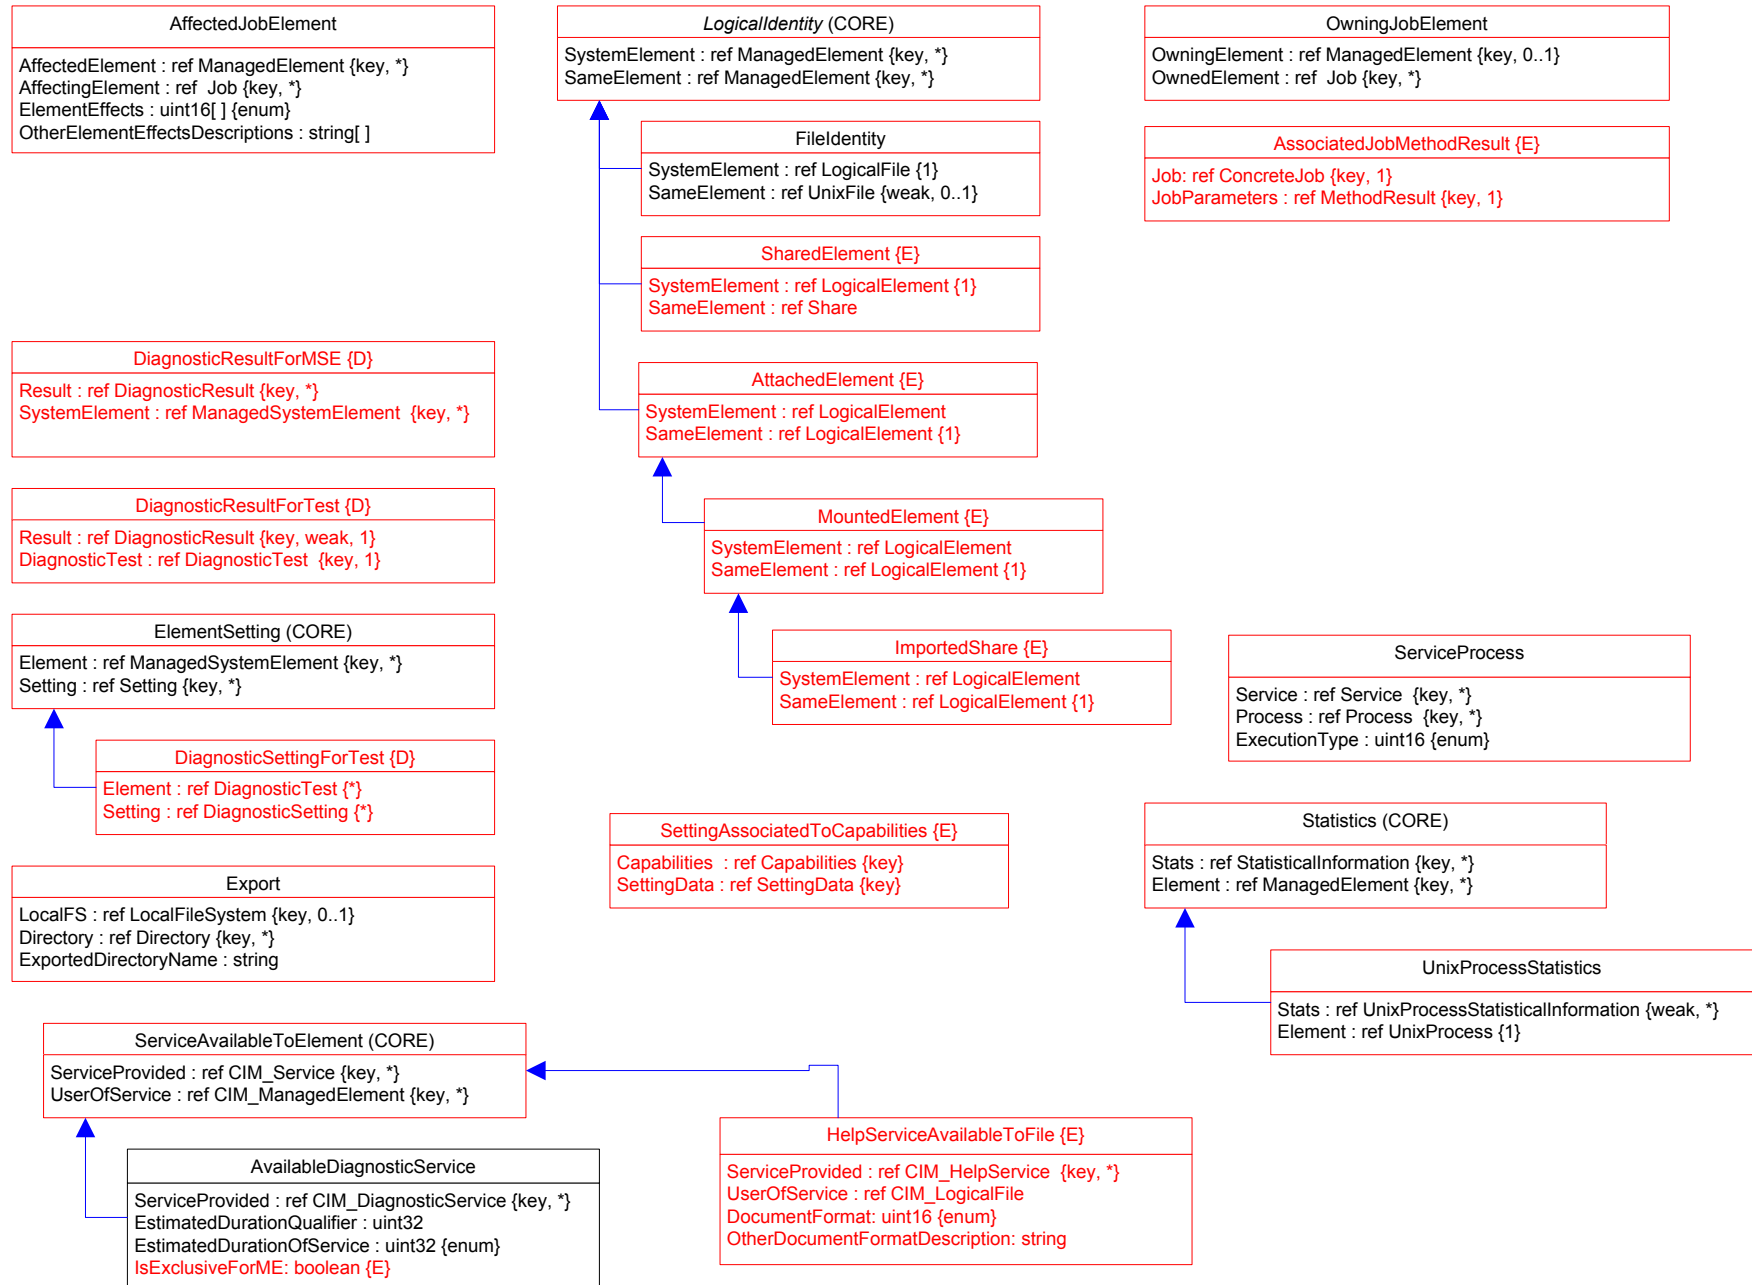 AffectedJobElement
AffectedElement : ref ManagedElement {key, *}
AffectingElement : ref  Job {key, *}
ElementEffects : uint16[ ] {enum}
OtherElementEffectsDescriptions : string[ ]
LogicalIdentity (CORE)
SystemElement : ref ManagedElement {key, *}
SameElement : ref ManagedElement {key, *}
OwningJobElement
OwningElement : ref ManagedElement {key, 0..1}
OwnedElement : ref  Job {key, *}
FileIdentity
SystemElement : ref LogicalFile {1}
SameElement : ref UnixFile {weak, 0..1}
AssociatedJobMethodResult {E}
Job: ref ConcreteJob {key, 1}
JobParameters : ref MethodResult {key, 1}
SharedElement {E}
SystemElement : ref LogicalElement {1}
SameElement : ref Share
DiagnosticResultForMSE {D}
Result : ref DiagnosticResult {key, *}
SystemElement : ref ManagedSystemElement  {key, *}
AttachedElement {E}
SystemElement : ref LogicalElement
SameElement : ref LogicalElement {1}
DiagnosticResultForTest {D}
Result : ref DiagnosticResult {key, weak, 1}
DiagnosticTest : ref DiagnosticTest  {key, 1}
MountedElement {E}
SystemElement : ref LogicalElement
SameElement : ref LogicalElement {1}
ElementSetting (CORE)
Element : ref ManagedSystemElement {key, *}
Setting : ref Setting {key, *}
ImportedShare {E}
SystemElement : ref LogicalElement
SameElement : ref LogicalElement {1}
ServiceProcess
Service : ref Service  {key, *}
Process : ref Process  {key, *}
ExecutionType : uint16 {enum}
DiagnosticSettingForTest {D}
Element : ref DiagnosticTest {*}
Setting : ref DiagnosticSetting {*}
SettingAssociatedToCapabilities {E}
Capabilities  : ref Capabilities {key}
SettingData : ref SettingData {key}
Statistics (CORE)
Stats : ref StatisticalInformation {key, *}
Element : ref ManagedElement {key, *}
Export
LocalFS : ref LocalFileSystem {key, 0..1}
Directory : ref Directory {key, *}
ExportedDirectoryName : string
UnixProcessStatistics
Stats : ref UnixProcessStatisticalInformation {weak, *}
Element : ref UnixProcess {1}
ServiceAvailableToElement (CORE)
ServiceProvided : ref CIM_Service {key, *}
UserOfService : ref CIM_ManagedElement {key, *}
HelpServiceAvailableToFile {E}
ServiceProvided : ref CIM_HelpService  {key, *}
UserOfService : ref CIM_LogicalFile
DocumentFormat: uint16 {enum}
OtherDocumentFormatDescription: string
AvailableDiagnosticService
ServiceProvided : ref CIM_DiagnosticService {key, *}
EstimatedDurationQualifier : uint32
EstimatedDurationOfService : uint32 {enum}
IsExclusiveForME: boolean {E}